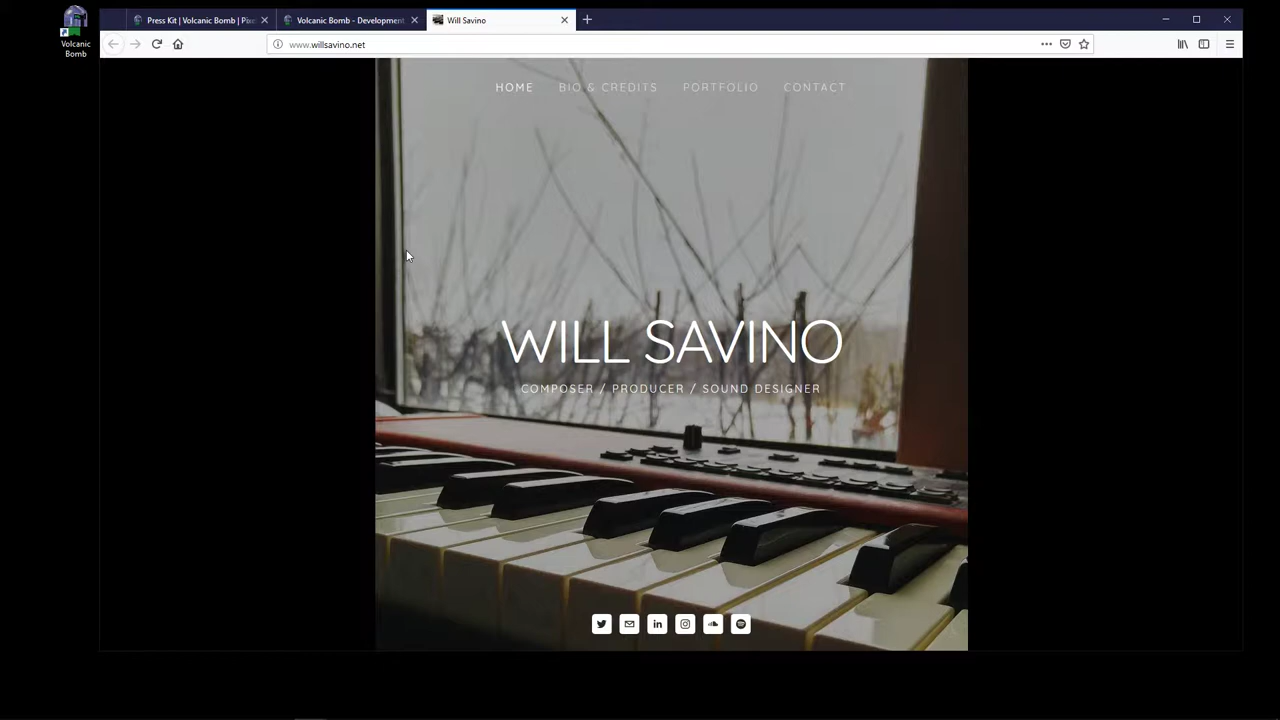 Volcanic
Bomb
Press Kit | Volcanic Bomb | Pixe
Volcanic Bomb - Development
Will Savino
www.willsavino.net
HOME BIO & CREDITS PORTFOLIO CONTACT
WILL SAVINO
COMPOSER / PRODUCER / SOUND DESIGNER